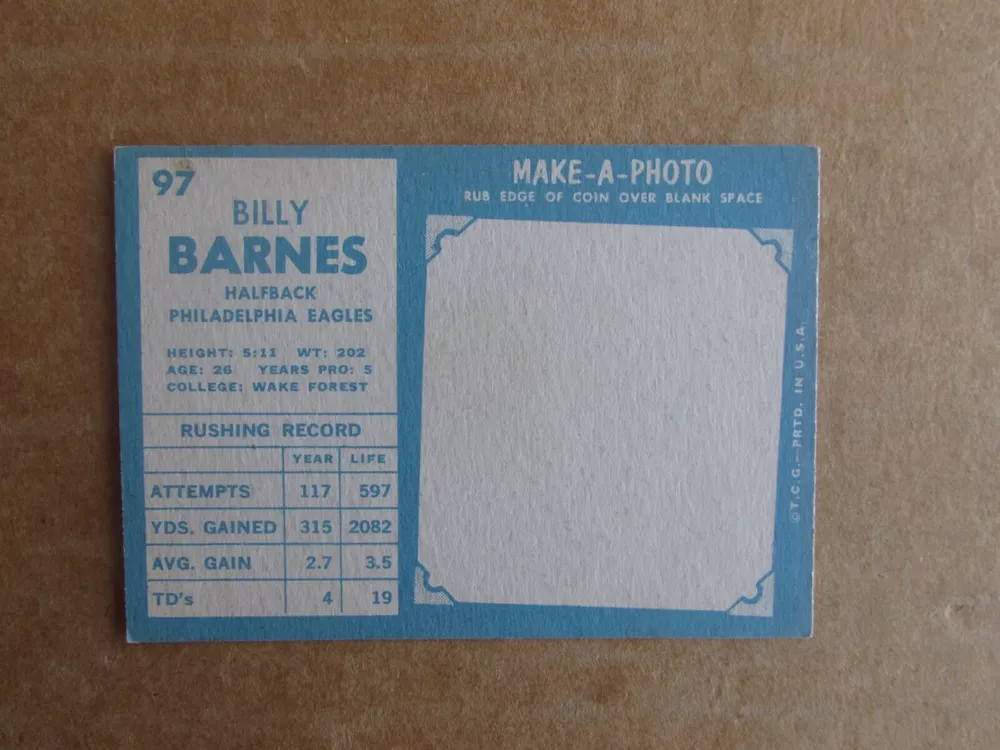 97
BILLY
BARNES
HALFBACK
PHILADELPHIA EAGLES
HEIGHT: 5:11 WT: 202
AGE: 26 YEARS PRO: 5
COLLEGE: WAKE FOREST
RUSHING RECORD
YEAR LIFE
ATTEMPTS 117 597
YDS. GAINED 315 2082
AVG. GAIN 2.7 3.5
TD's 4 19
MAKE-A-PHOTO
RUB EDGE OF COIN OVER BLANK SPACE
©T.C.G.—PRTD. IN U.S.A.